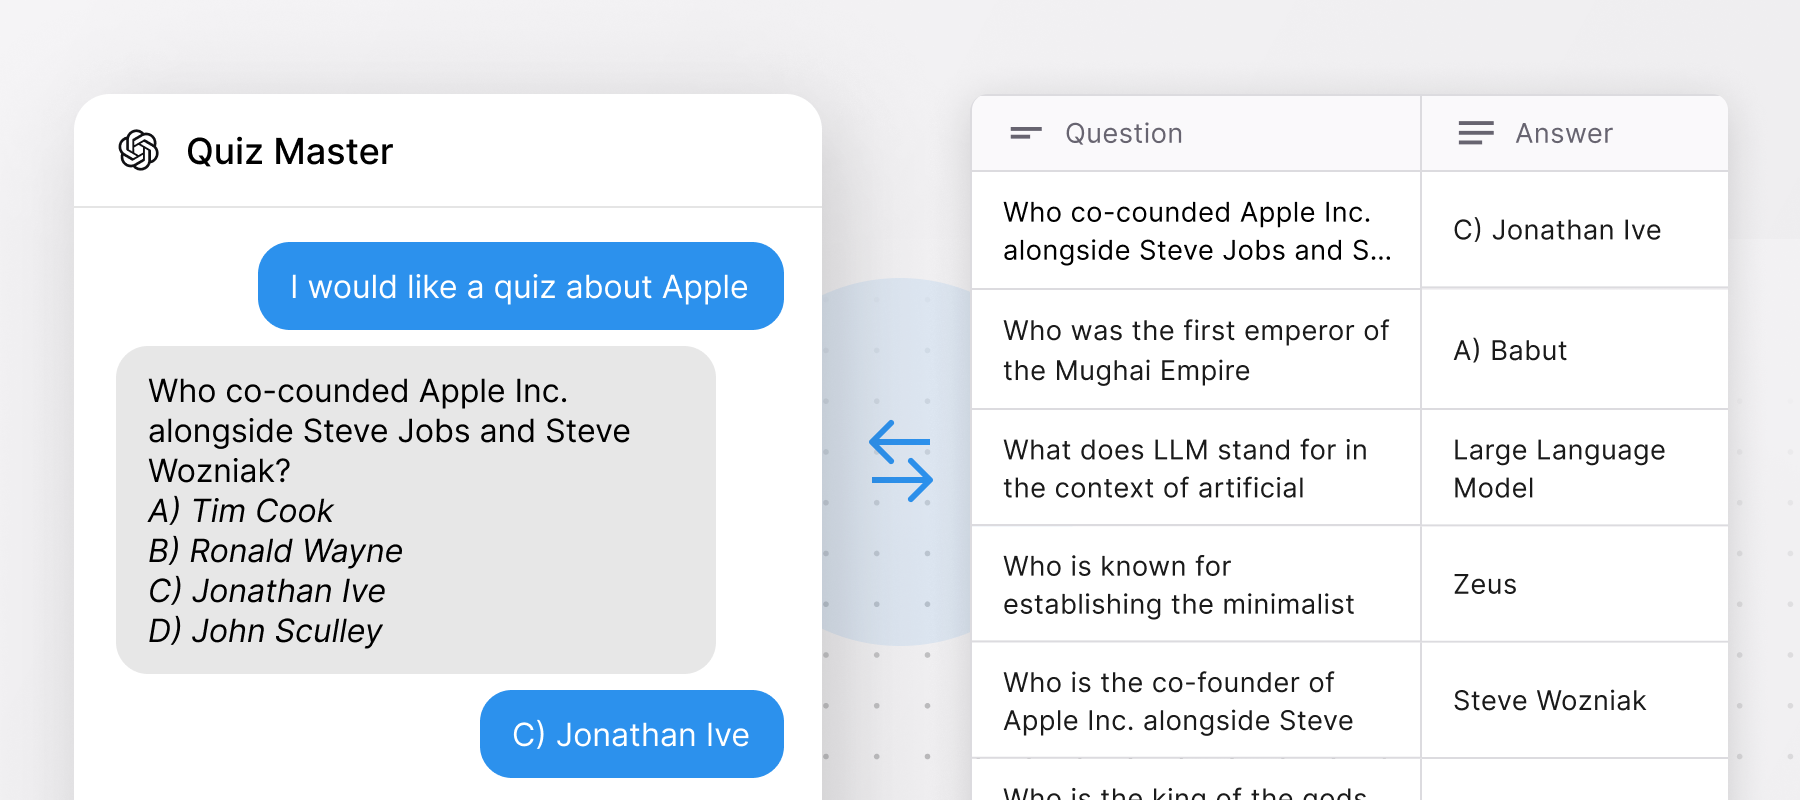 Quiz Master
I would like a quiz about Apple
Who co-counded Apple Inc.
alongside Steve Jobs and Steve
Wozniak?
A) Tim Cook
B) Ronald Wayne
C) Jonathan Ive
D) John Sculley
C) Jonathan Ive
Question
Answer
Who co-counded Apple Inc.
alongside Steve Jobs and S...
C) Jonathan Ive
Who was the first emperor of
the Mughai Empire
A) Babut
What does LLM stand for in
the context of artificial
Large Language
Model
Who is known for
establishing the minimalist
Zeus
Who is the co-founder of
Apple Inc. alongside Steve
Steve Wozniak
Who is the king of the gods